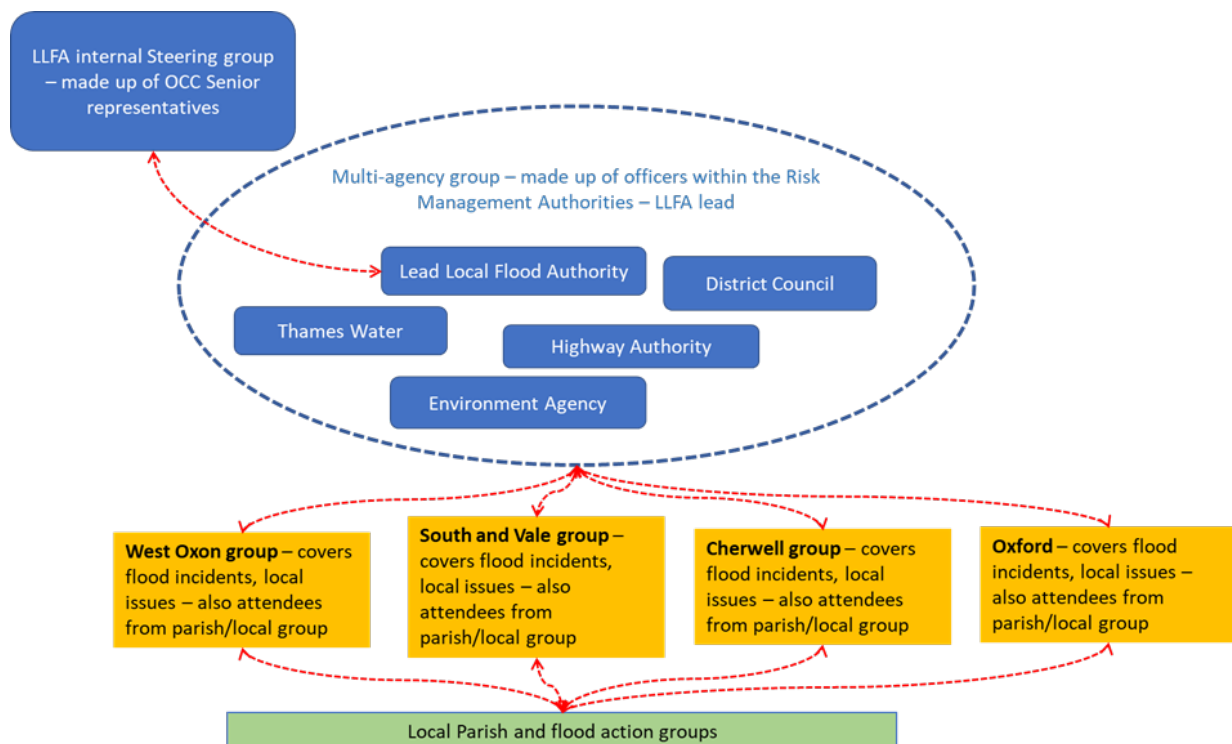 LLFA internal Steering group
– made up of OCC Senior
representatives
Multi-agency group – made up of officers within the Risk
Management Authorities – LLFA lead
Lead Local Flood Authority
District Council
Thames Water
Highway Authority
Environment Agency
West Oxon group – covers
flood incidents, local
issues – also attendees
from parish/local group
South and Vale group –
covers flood incidents,
local issues – also
attendees from
parish/local group
Cherwell group – covers
flood incidents, local
issues – also attendees
from parish/local group
Oxford – covers flood
incidents, local issues –
also attendees from
parish/local group
Local Parish and flood action groups